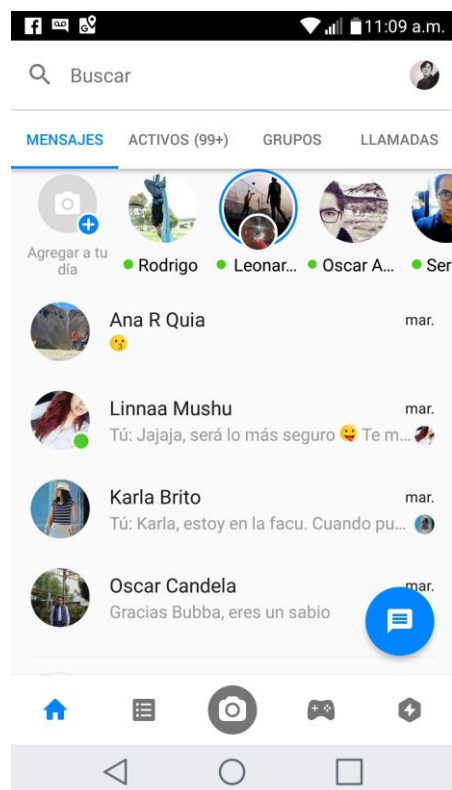 11:09 a.m.
Buscar
MENSAJES ACTIVOS (99+) GRUPOS LLAMADAS
Agregar a tu
día
Rodrigo Leonar... Oscar A... Ser
Ana R Quia mar.
😗
Linnaa Mushu mar.
Tú: Jajaja, será lo más seguro 😛 Te m...
Karla Brito mar.
Tú: Karla, estoy en la facu. Cuando pu...
Oscar Candela mar.
Gracias Bubba, eres un sabio